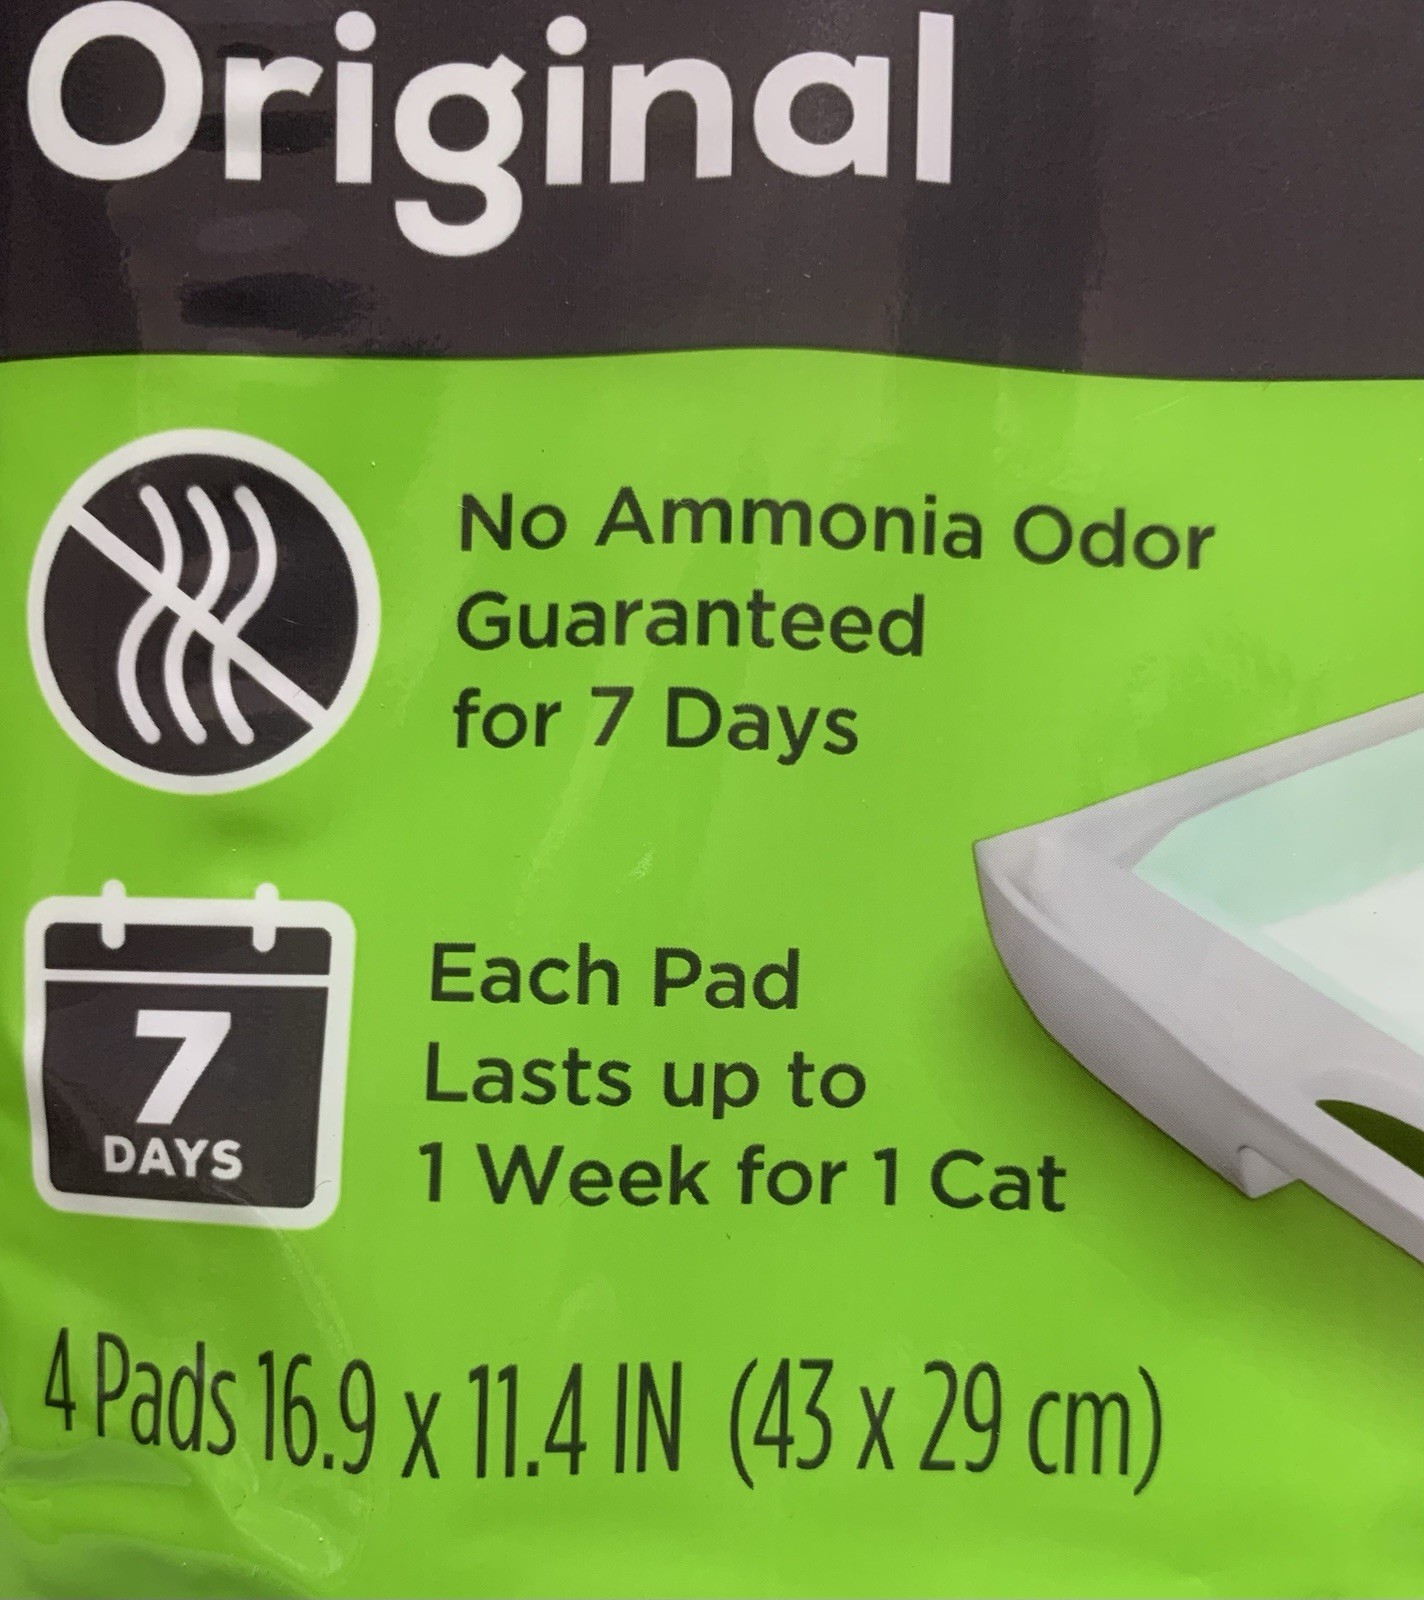 Original
No Ammonia Odor
Guaranteed
for 7 Days
7
DAYS
Each Pad
Lasts up to
1 Week for 1 Cat
4 Pads 16.9 x 11.4 IN (43 x 29 cm)